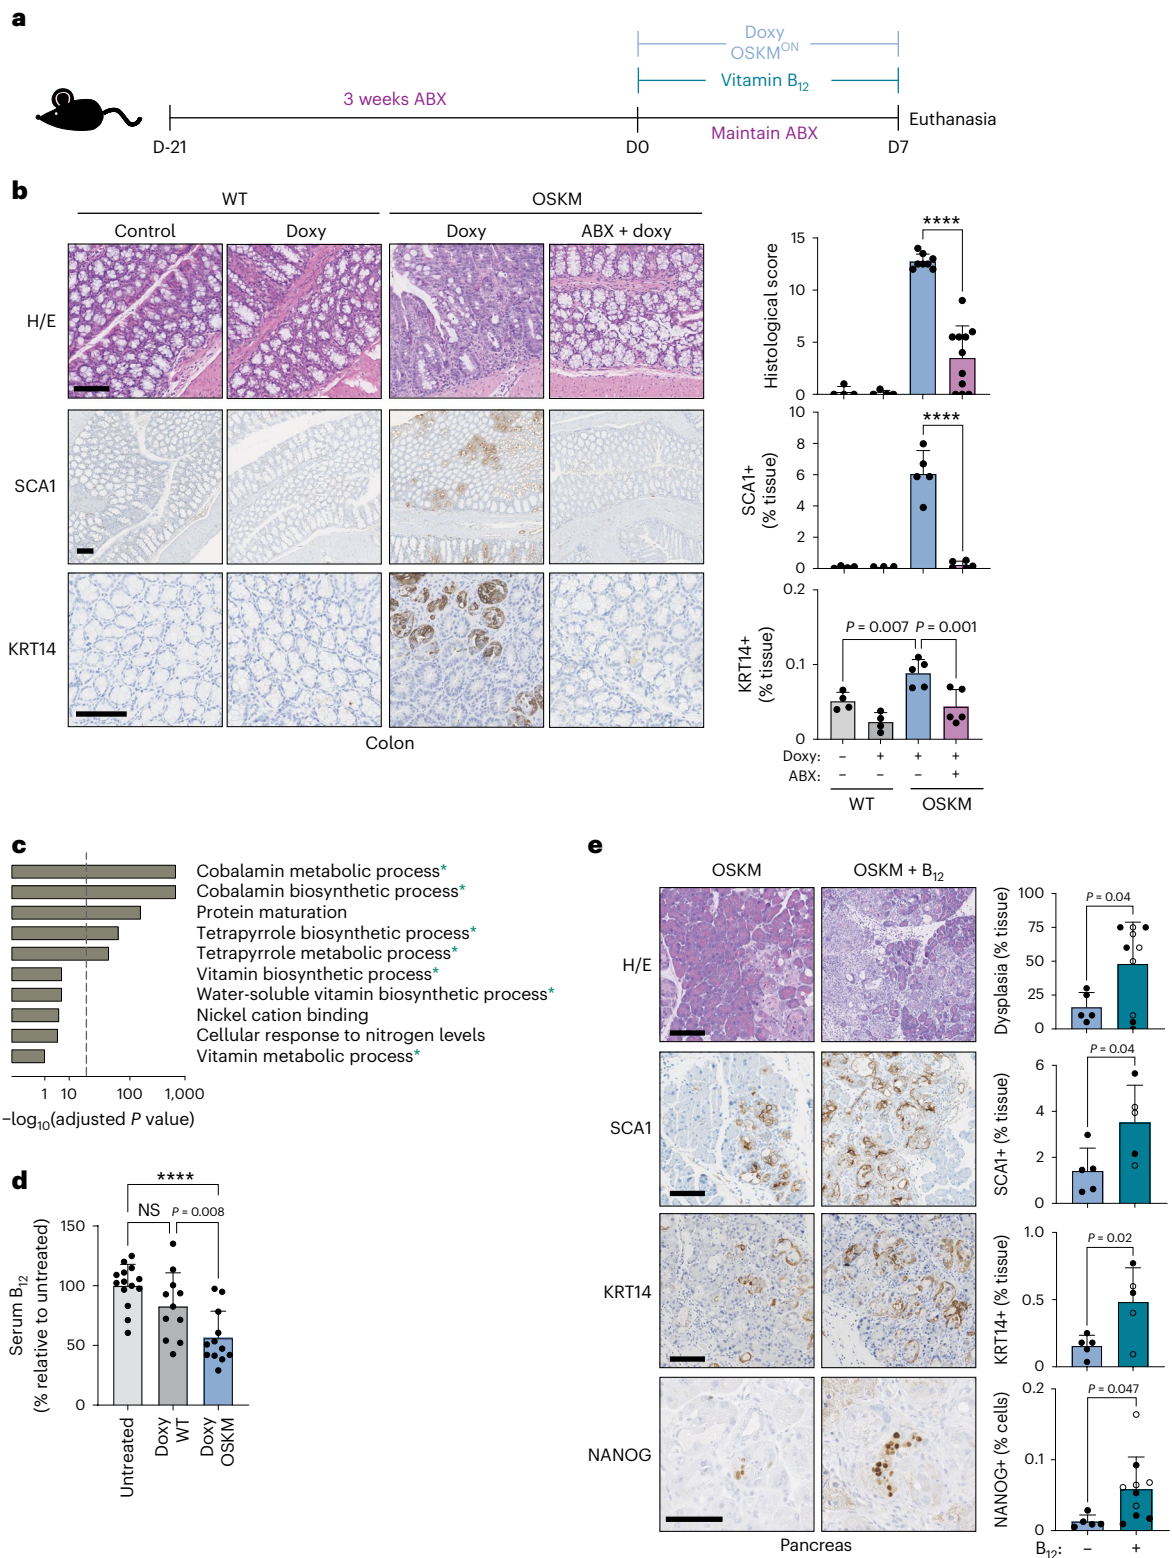 a
Doxy
OSKM^ON
Vitamin B12
3 weeks ABX
Maintain ABX
Euthanasia
D-21
D0
D7
b
WT
OSKM
Control
Doxy
Doxy
ABX + doxy
H/E
SCA1
KRT14
Colon
****
15
10
5
0
Histological score
****
10
8
6
4
2
0
SCA1+
(% tissue)
0.2
0.1
0
P = 0.007
P = 0.001
KRT14+
(% tissue)
Doxy: – + + +
ABX: – – – +
WT
OSKM
c
Cobalamin metabolic process*
Cobalamin biosynthetic process*
Protein maturation
Tetrapyrrole biosynthetic process*
Tetrapyrrole metabolic process*
Vitamin biosynthetic process*
Water-soluble vitamin biosynthetic process*
Nickel cation binding
Cellular response to nitrogen levels
Vitamin metabolic process*
1 10 100 1,000
–log10(adjusted P value)
d
****
NS
P = 0.008
150
100
50
0
Serum B12
(% relative to untreated)
Untreated
Doxy
WT
Doxy
OSKM
e
OSKM
OSKM + B12
H/E
SCA1
KRT14
NANOG
Pancreas
P = 0.04
100
75
50
25
0
Dysplasia (% tissue)
P = 0.04
6
4
2
0
SCA1+ (% tissue)
P = 0.02
1.0
0.5
0
KRT14+ (% tissue)
P = 0.047
0.2
0.1
0
NANOG+ (% cells)
B12: – +